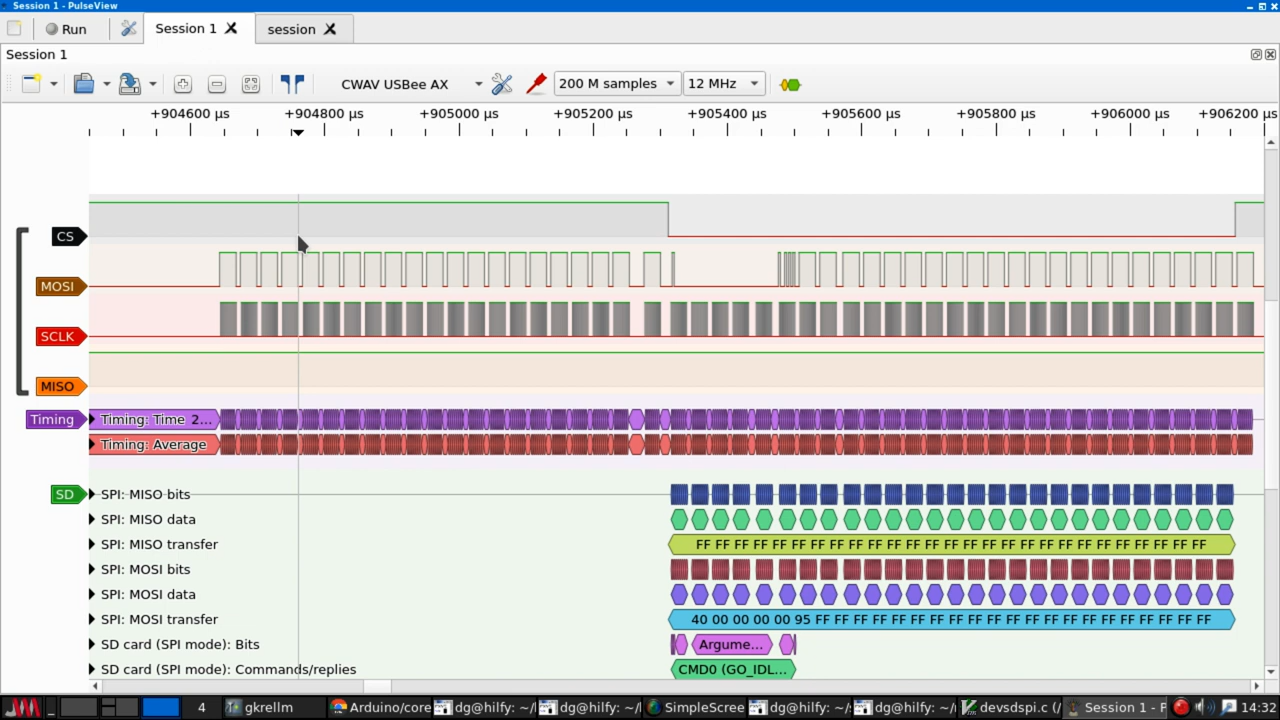 Session 1 - PulseView
Run
Session 1
session
Session 1
CWAV USBee AX
200 M samples
12 MHz
+904600 µs
+904800 µs
+905000 µs
+905200 µs
+905400 µs
+905600 µs
+905800 µs
+906000 µs
+906200 µs
CS
MOSI
SCLK
MISO
Timing
Timing: Time 2...
Timing: Average
SD
SPI: MISO bits
SPI: MISO data
SPI: MISO transfer
FF FF FF FF FF FF FF FF FF FF FF FF FF FF FF FF FF FF FF FF FF FF FF FF FF FF FF
SPI: MOSI bits
SPI: MOSI data
SPI: MOSI transfer
40 00 00 00 00 95 FF FF FF FF FF FF FF FF FF FF FF FF FF FF FF FF FF FF FF FF FF
SD card (SPI mode): Bits
Argume...
SD card (SPI mode): Commands/replies
CMD0 (GO_IDL...
4
gkrellm
Arduino/core
dg@hilfy: ~/
dg@hilfy: ~/
SimpleScree
dg@hilfy: ~/
dg@hilfy: ~/
devsdspi.c (/
Session 1 - P
14:32